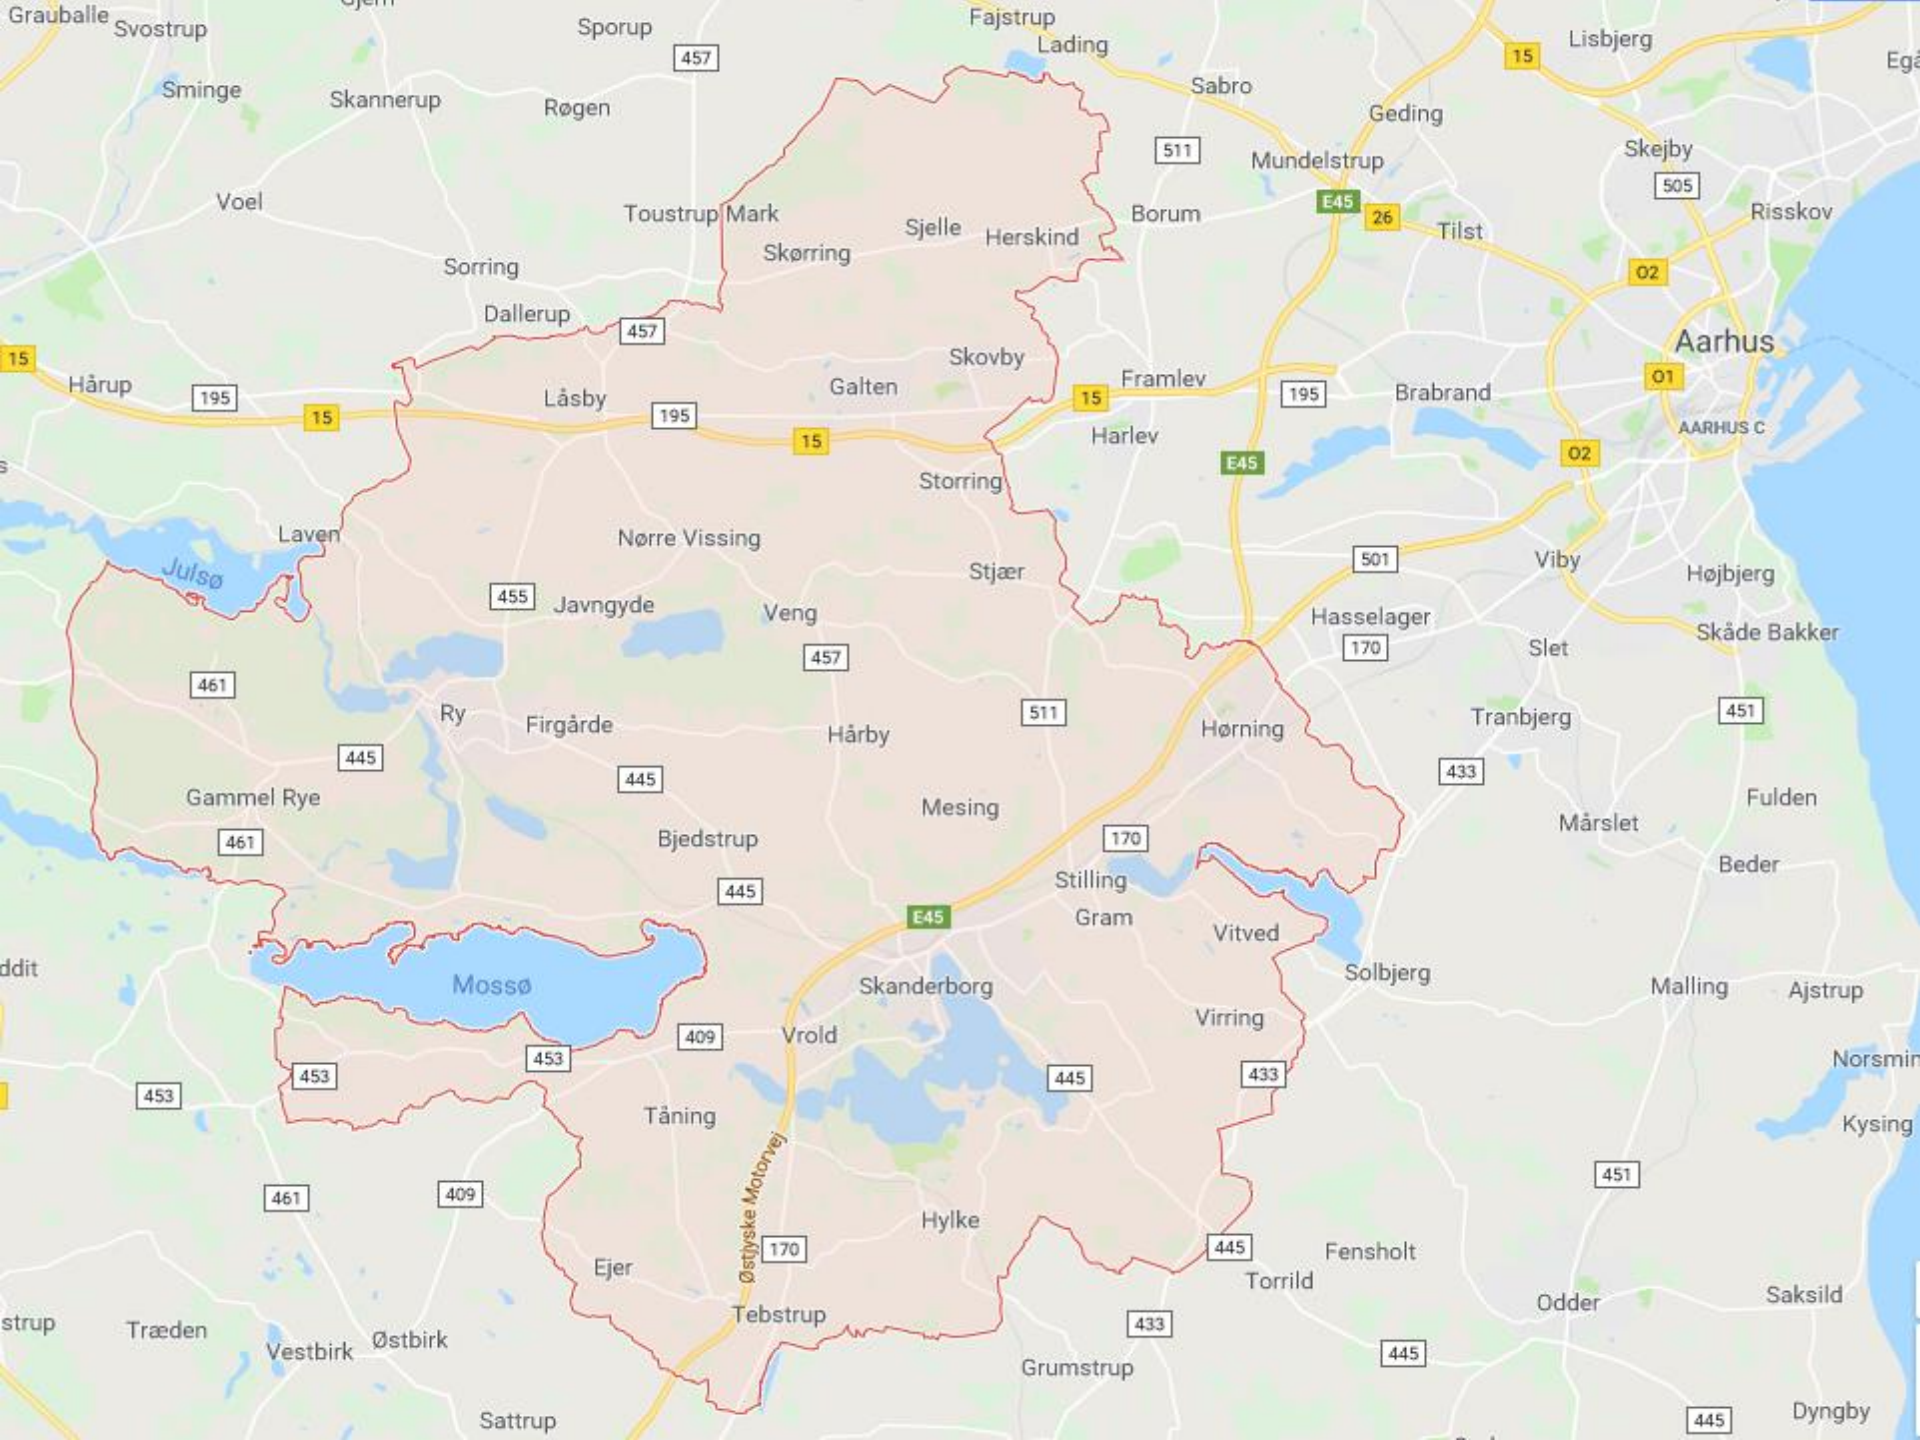 Grauballe
Svostrup
Sporup
Fajstrup
Lading
Lisbjerg
15
457
Sminge
Skannerup
Røgen
Sabro
Geding
511
Mundelstrup
Skejby
505
Voel
Toustrup Mark
Sjelle
Herskind
Borum
E45
26
Tilst
Risskov
Skørring
Sorring
O2
Dallerup
457
Aarhus
15
Hårup
195
15
Låsby
195
15
Galten
Skovby
15
Framlev
195
Brabrand
O1
AARHUS C
Harlev
E45
O2
Storring
Laven
Julsø
Nørre Vissing
Stjær
501
Viby
Højbjerg
455
Javngyde
Veng
Hasselager
170
Slet
Skåde Bakker
457
461
Ry
Firgårde
Hårby
511
Hørning
Tranbjerg
451
445
445
433
Gammel Rye
Mesing
Fulden
461
Bjedstrup
170
Mårslet
Beder
445
Stilling
Gram
E45
Vitved
ddit
Mossø
Skanderborg
Solbjerg
Malling
Ajstrup
Virring
409
Vrold
453
453
453
445
433
Norsmin
Tåning
Kysing
Østjyske Motorvej
461
409
451
Hylke
170
Ejer
445
Fensholt
Torrild
Tebstrup
Odder
Saksild
strup
Træden
Vestbirk
Østbirk
433
445
Grumstrup
Sattrup
445
Dyngby